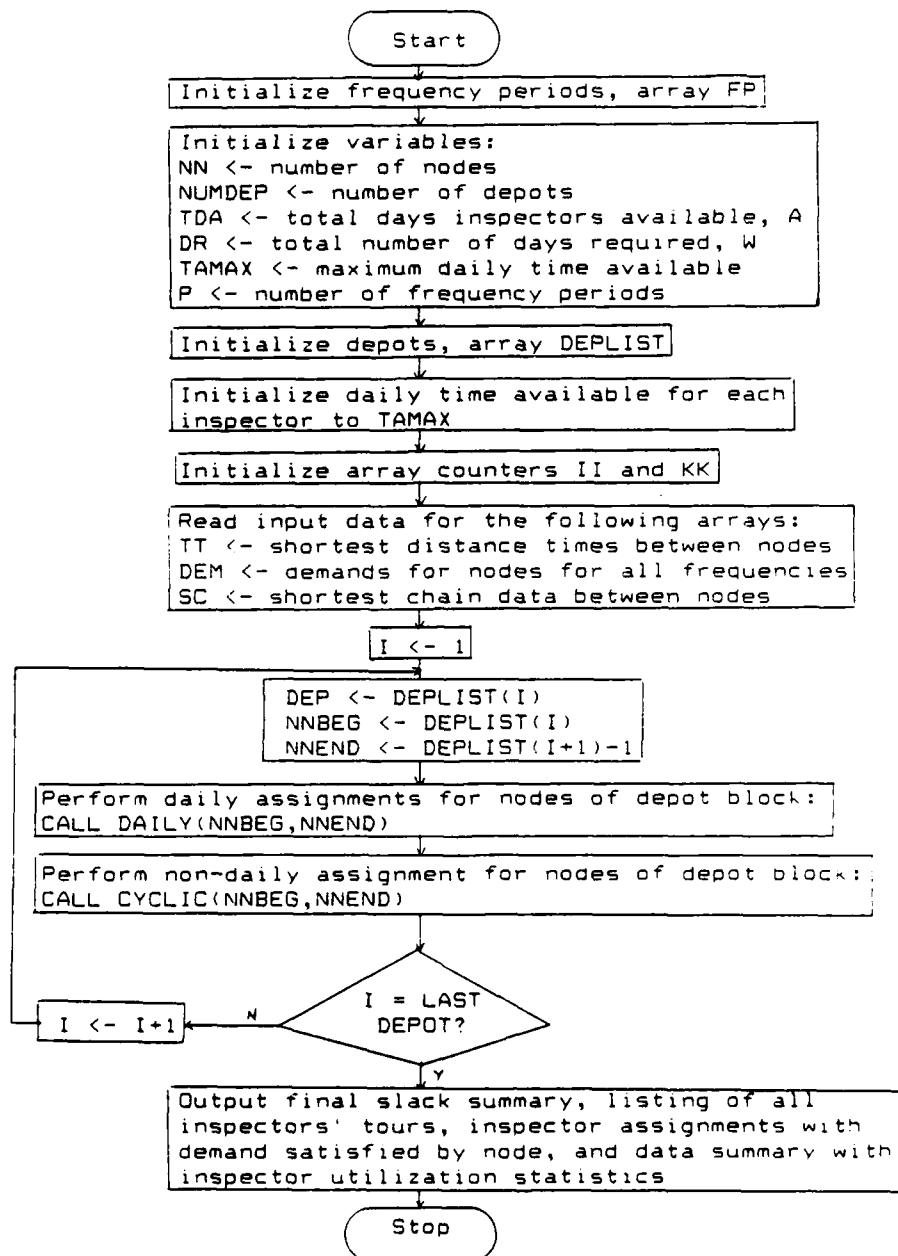 Start
Initialize frequency periods, array FP
Initialize variables:
NN <- number of nodes
NUMDEP <- number of depots
TDA <- total days inspectors available, A
DR <- total number of days required, W
TAMAX <- maximum daily time available
P <- number of frequency periods
Initialize depots, array DEPLIST
Initialize daily time available for each
inspector to TAMAX
Initialize array counters II and KK
Read input data for the following arrays:
TT <- shortest distance times between nodes
DEM <- demands for nodes for all frequencies
SC <- shortest chain data between nodes
I <- 1
DEP <- DEPLIST(I)
NNBEG <- DEPLIST(I)
NNEND <- DEPLIST(I+1)-1
Perform daily assignments for nodes of depot block:
CALL DAILY(NNBEG,NNEND)
Perform non-daily assignment for nodes of depot block:
CALL CYCLIC(NNBEG,NNEND)
I = LAST
DEPOT?
N
I <- I+1
Y
Output final slack summary, listing of all
inspectors' tours, inspector assignments with
demand satisfied by node, and data summary with
inspector utilization statistics
Stop